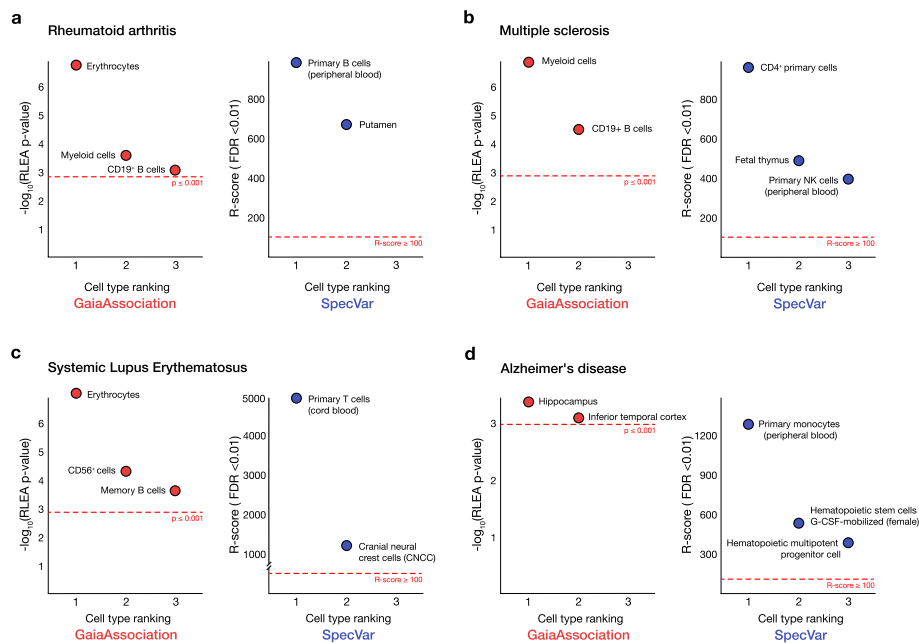 a
Rheumatoid arthritis
-log10(RLEA p-value)
6
5
4
3
2
1
Erythrocytes
Myeloid cells
CD19+ B cells
p ≤ 0.001
1 2 3
Cell type ranking
GaiaAssociation
R-score ( FDR <0.01)
800
600
400
200
Primary B cells
(peripheral blood)
Putamen
R-score ≥ 100
1 2 3
Cell type ranking
SpecVar
b
Multiple sclerosis
-log10(RLEA p-value)
6
5
4
3
2
1
Myeloid cells
CD19+ B cells
p ≤ 0.001
1 2 3
Cell type ranking
GaiaAssociation
R-score ( FDR <0.01)
800
600
400
200
CD4+ primary cells
Fetal thymus
Primary NK cells
(peripheral blood)
R-score ≥ 100
1 2 3
Cell type ranking
SpecVar
c
Systemic Lupus Erythematosus
-log10(RLEA p-value)
6
5
4
3
2
1
Erythrocytes
CD56+ cells
Memory B cells
p ≤ 0.001
1 2 3
Cell type ranking
GaiaAssociation
R-score ( FDR <0.01)
5000
4000
3000
2000
1000
Primary T cells
(cord blood)
Cranial neural
crest cells (CNCC)
R-score ≥ 100
1 2 3
Cell type ranking
SpecVar
d
Alzheimer's disease
-log10(RLEA p-value)
3
2
1
Hippocampus
Inferior temporal cortex
p ≤ 0.001
1 2 3
Cell type ranking
GaiaAssociation
R-score ( FDR <0.01)
1200
900
600
300
Primary monocytes
(peripheral blood)
Hematopoietic stem cells
G-CSF-mobilized (female)
Hematopoietic multipotent
progenitor cell
R-score ≥ 100
1 2 3
Cell type ranking
SpecVar